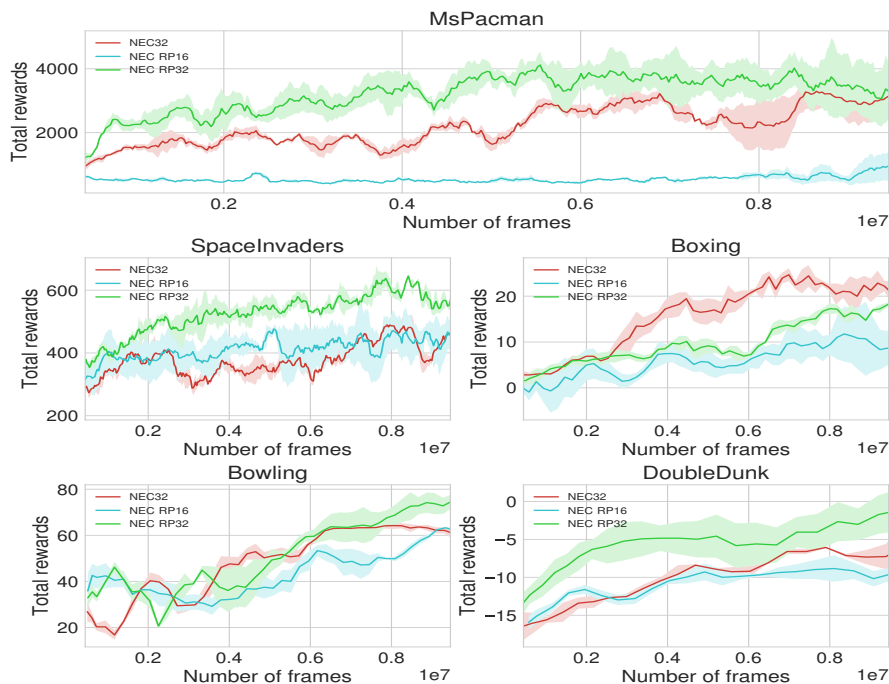 MsPacman
NEC32
NEC RP16
NEC RP32
Total rewards
4000
2000
0.2 0.4 0.6 0.8
1e7
Number of frames
SpaceInvaders
NEC32
NEC RP16
NEC RP32
Total rewards
600
400
200
0.2 0.4 0.6 0.8
1e7
Number of frames
Boxing
NEC32
NEC RP16
NEC RP32
Total rewards
20
10
0
0.2 0.4 0.6 0.8
1e7
Number of frames
Bowling
NEC32
NEC RP16
NEC RP32
Total rewards
80
60
40
20
0.2 0.4 0.6 0.8
1e7
Number of frames
DoubleDunk
NEC32
NEC RP16
NEC RP32
Total rewards
0
−5
−10
−15
0.2 0.4 0.6 0.8
1e7
Number of frames